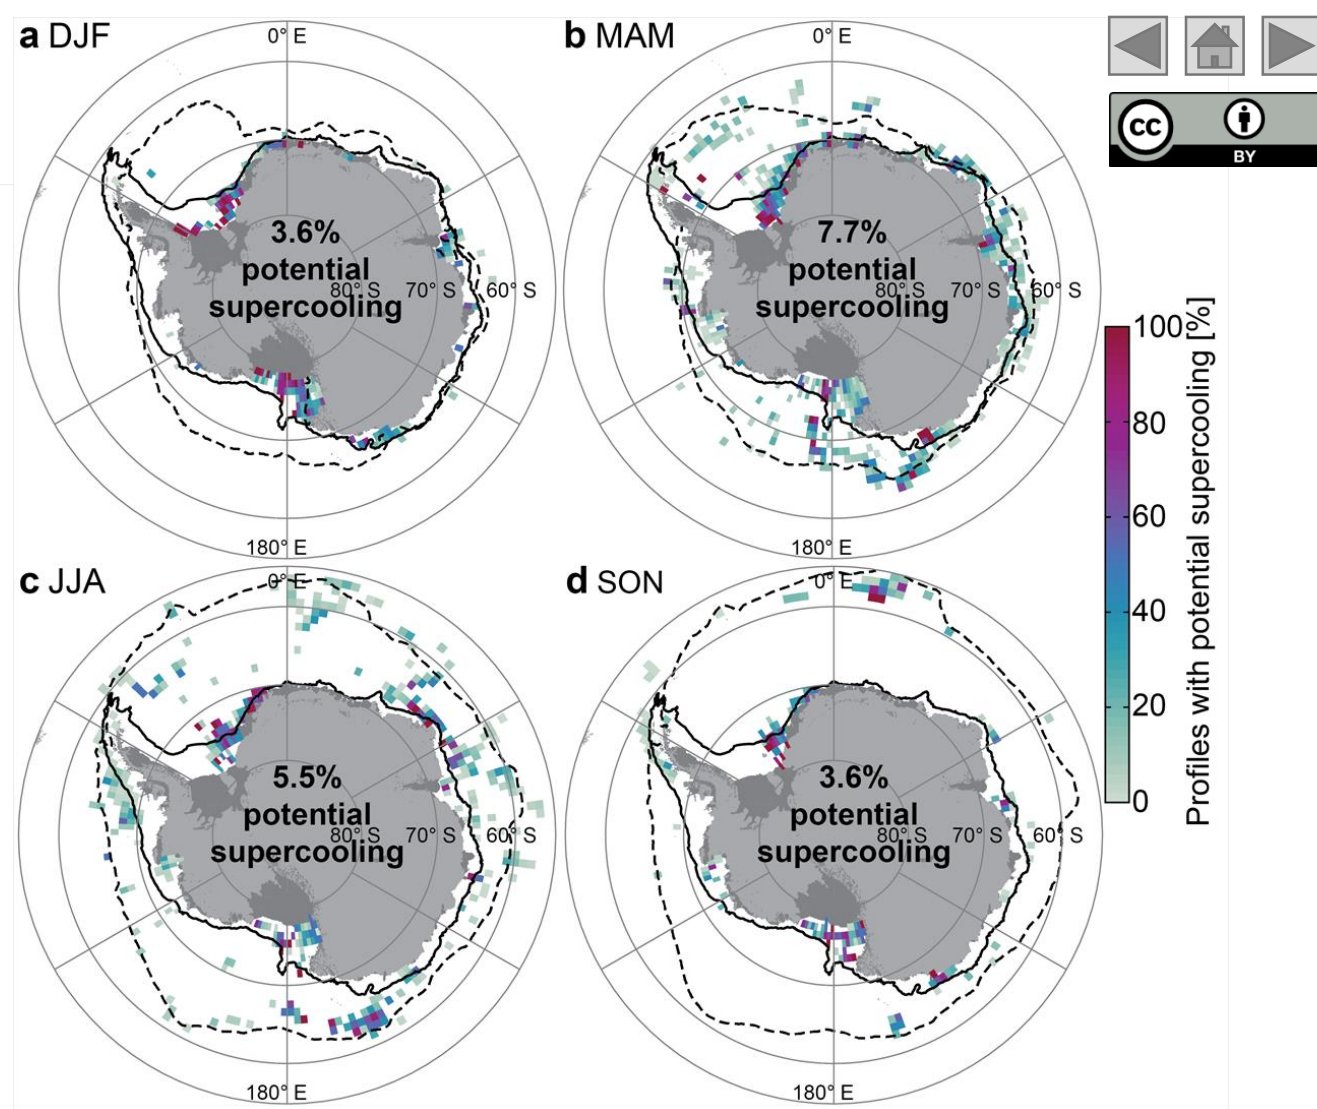 a DJF
0° E
3.6%
potential
supercooling
80° S 70° S 60° S
180° E
b MAM
0° E
7.7%
potential
supercooling
80° S 70° S 60° S
180° E
c JJA
0° E
5.5%
potential
supercooling
80° S 70° S 60° S
180° E
d SON
0° E
3.6%
potential
supercooling
80° S 70° S 60° S
180° E
100
80
60
40
20
0
Profiles with potential supercooling [%]
cc
BY